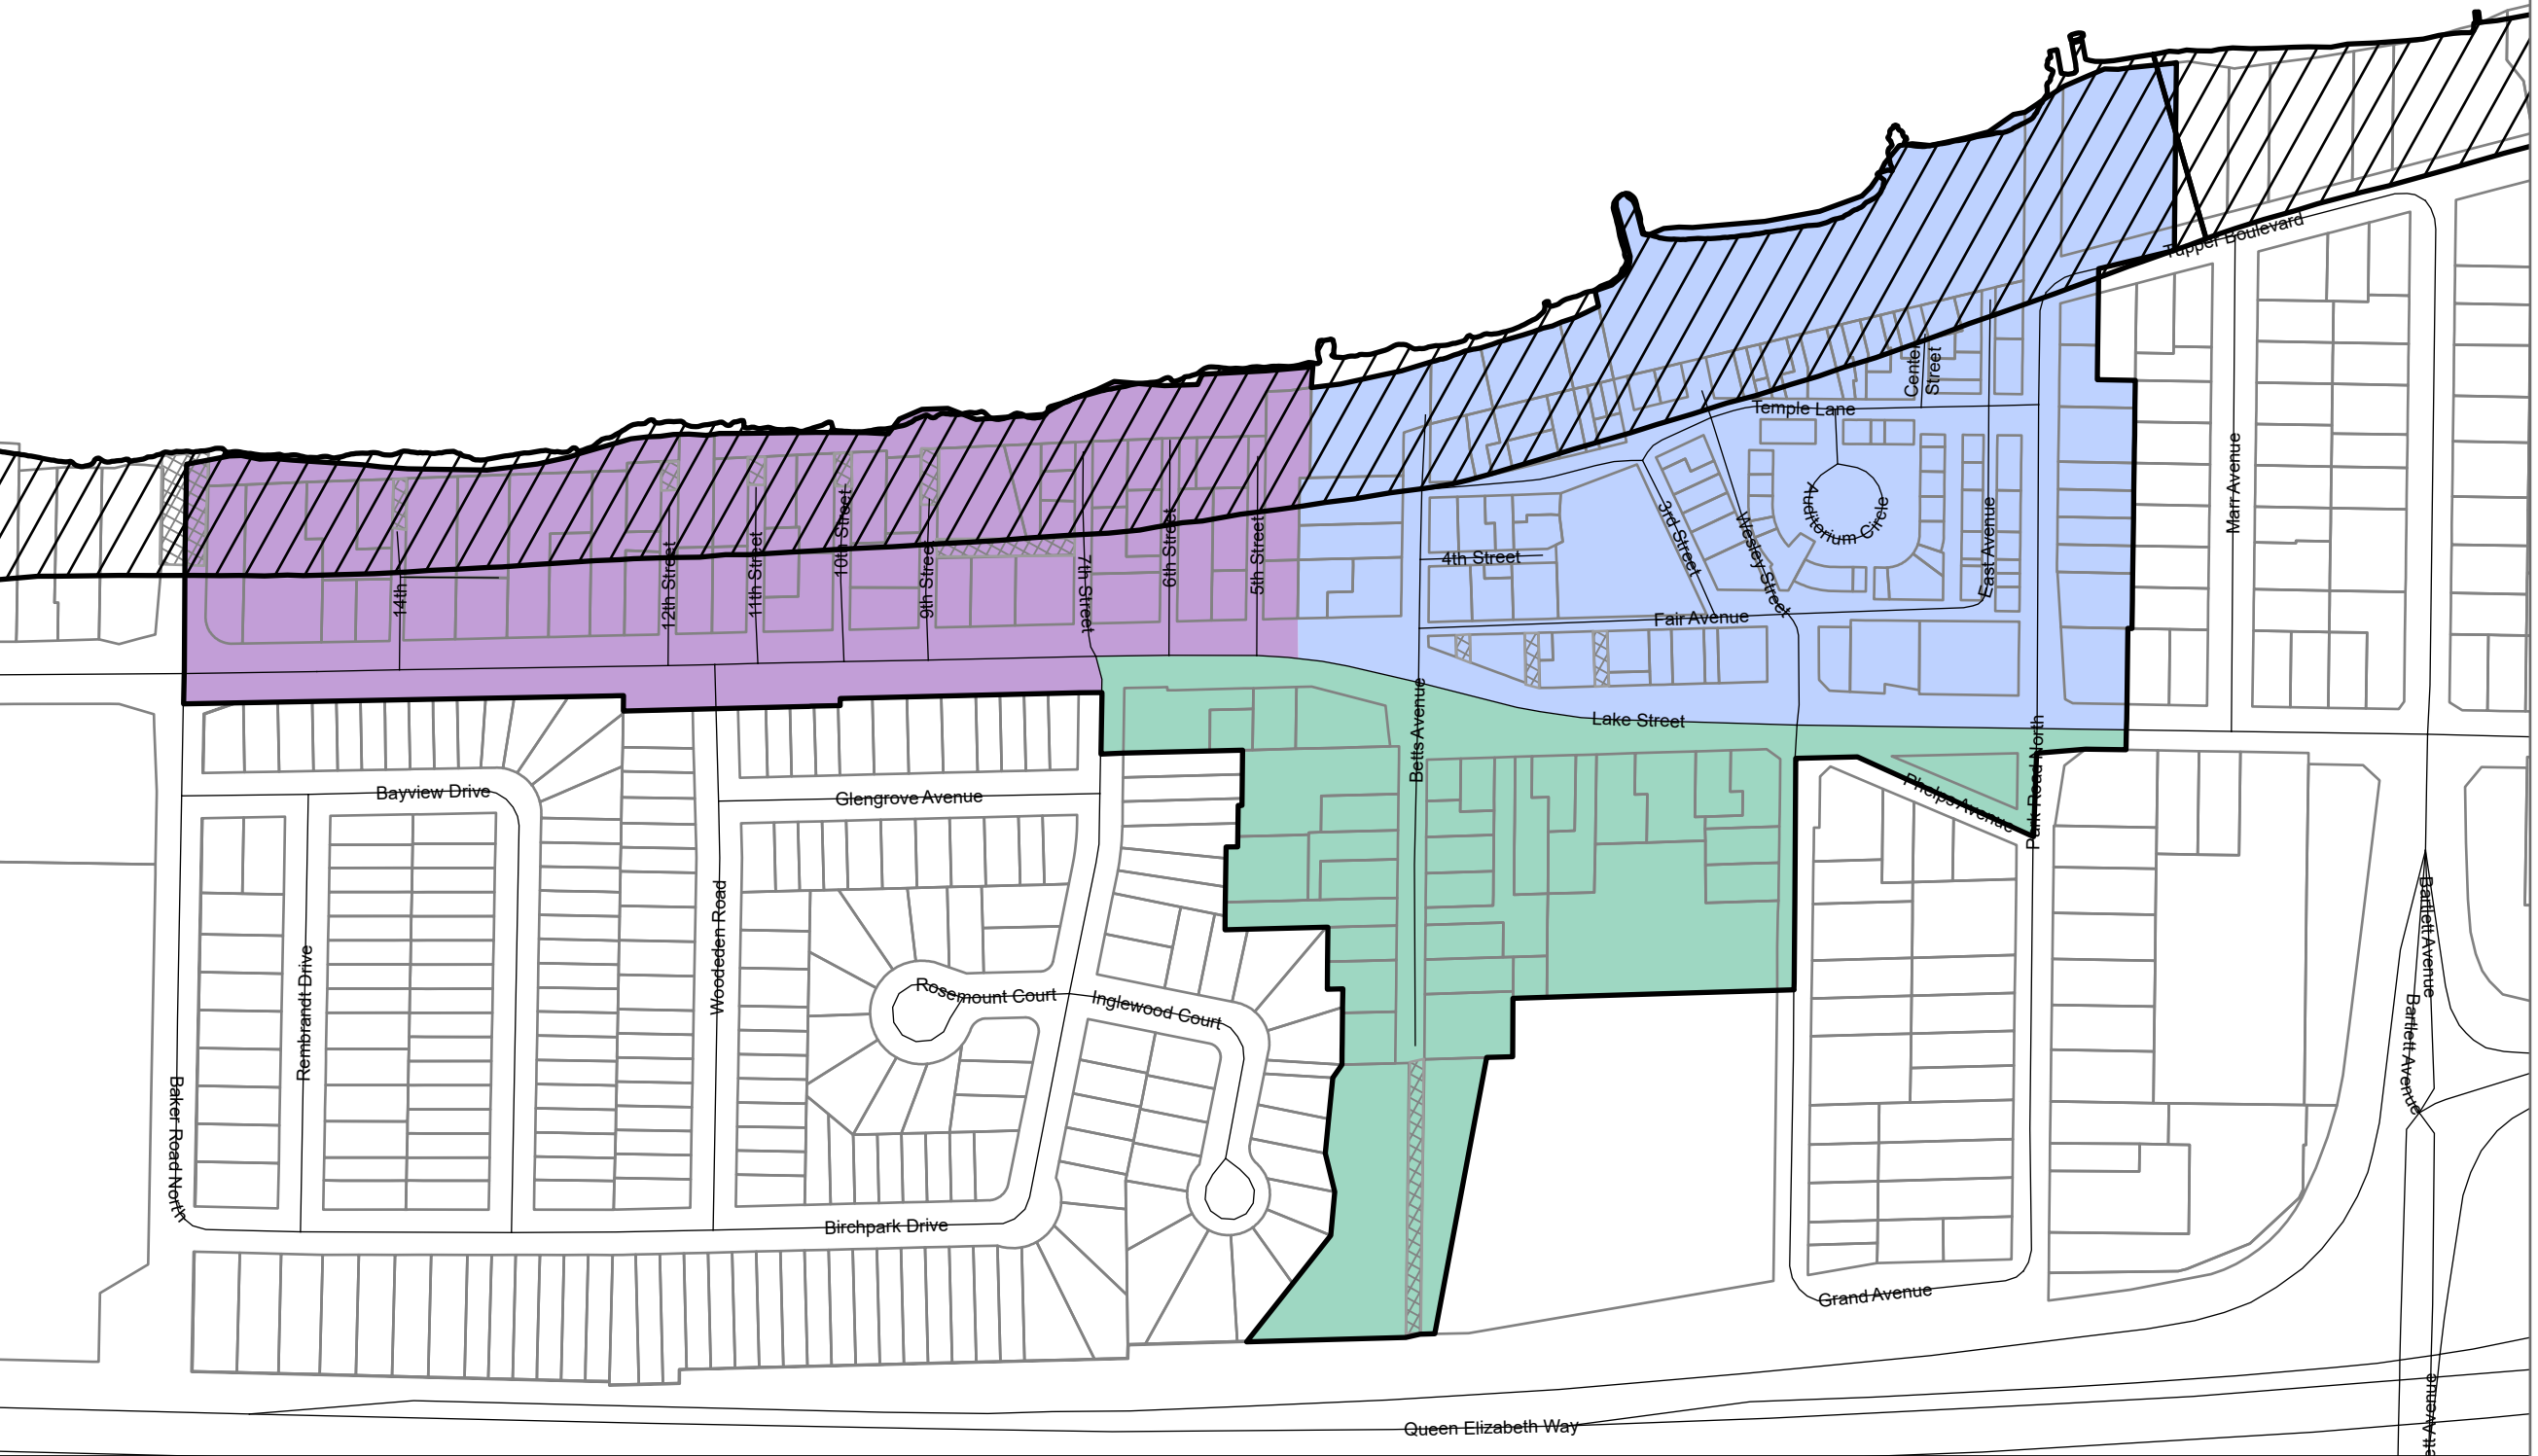 Tupper Boulevard
Center
Street
Temple Lane
Auditorium Circle
East Avenue
Marr Avenue
3rd Street
Wesley Street
4th Street
Fair Avenue
14th
12th Street
11th Street
10th Street
9th Street
7th Street
6th Street
5th Street
Betts Avenue
Lake Street
Park Road North
Phelps Avenue
Bayview Drive
Glengrove Avenue
Rembrandt Drive
Woodeden Road
Rosemount Court
Inglewood Court
Baker Road North
Birchpark Drive
Bartlett Avenue
Bartlett Avenue
Grand Avenue
Queen Elizabeth Way
ett Avenue